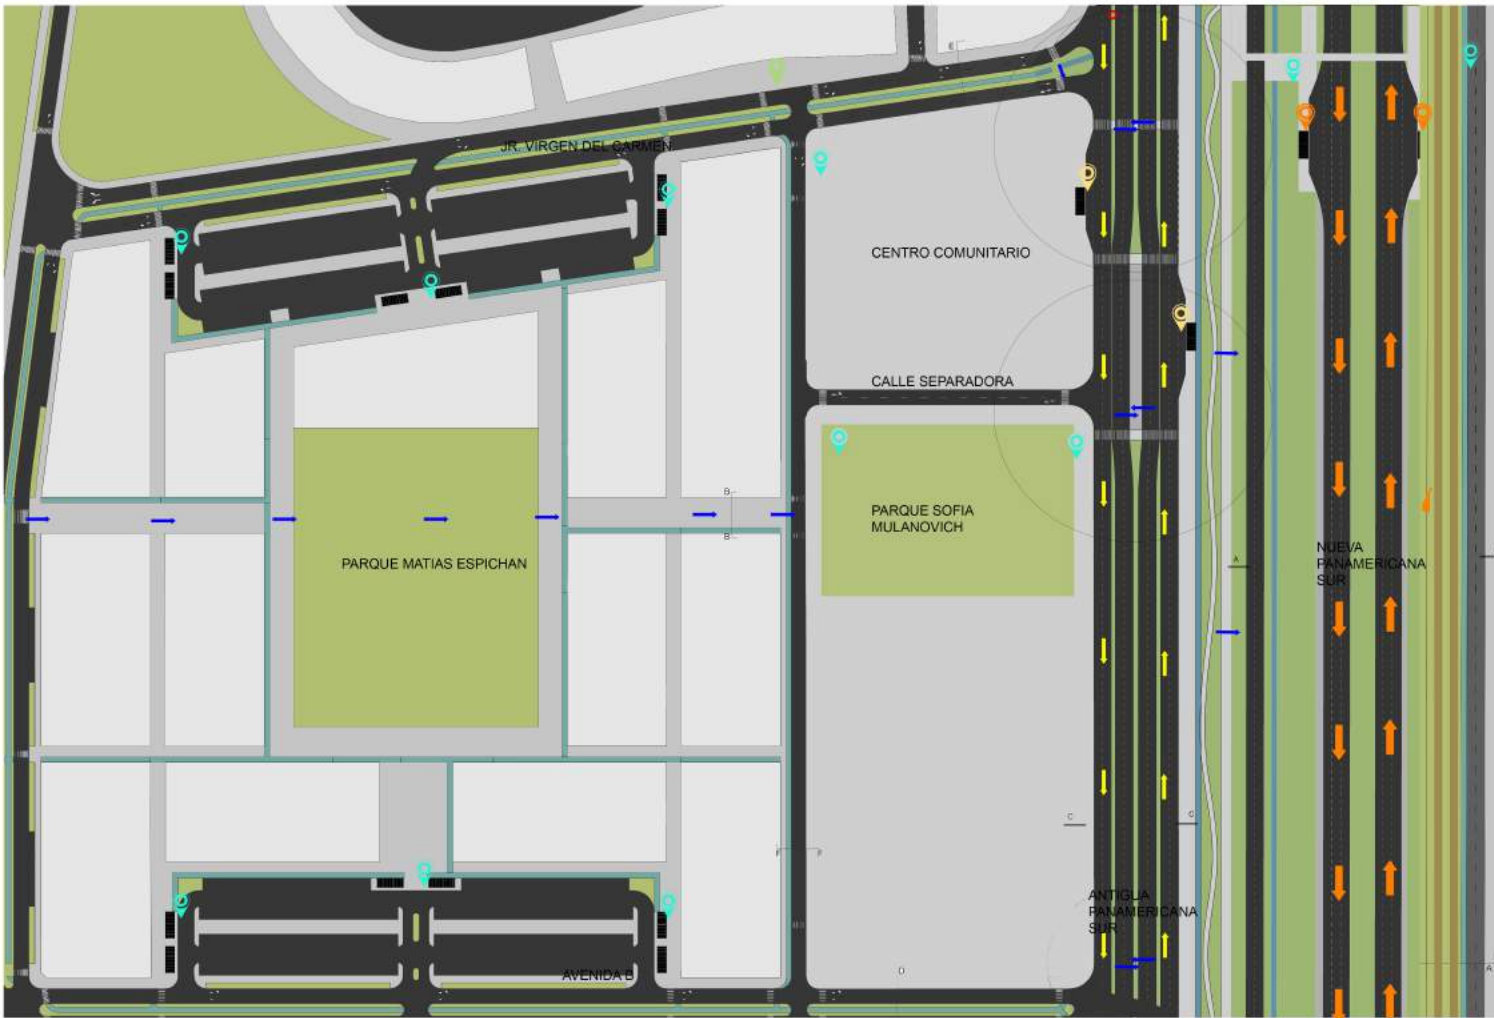 E
JR. VIRGEN DEL CARMEN
CENTRO COMUNITARIO
CALLE SEPARADORA
B
PARQUE SOFIA
MULANOVICH
B
PARQUE MATIAS ESPICHAN
A
NUEVA
PANAMERICANA
SUR
C
C
F
F
ANTIGUA
PANAMERICANA
SUR
D
AVENIDA B
A